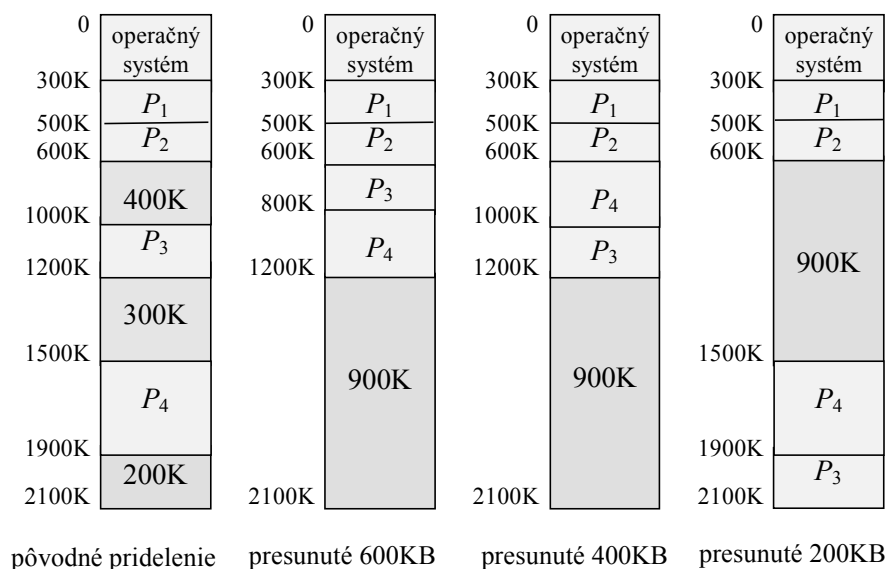 0
operačný
systém
300K
P1
500K
P2
600K
400K
1000K
P3
1200K
300K
1500K
P4
1900K
200K
2100K
pôvodné pridelenie
0
operačný
systém
300K
P1
500K
P2
600K
P3
800K
P4
1200K
900K
2100K
presunuté 600KB
0
operačný
systém
300K
P1
500K
P2
600K
P4
1000K
P3
1200K
900K
2100K
presunuté 400KB
0
operačný
systém
300K
P1
500K
P2
600K
900K
1500K
P4
1900K
P3
2100K
presunuté 200KB